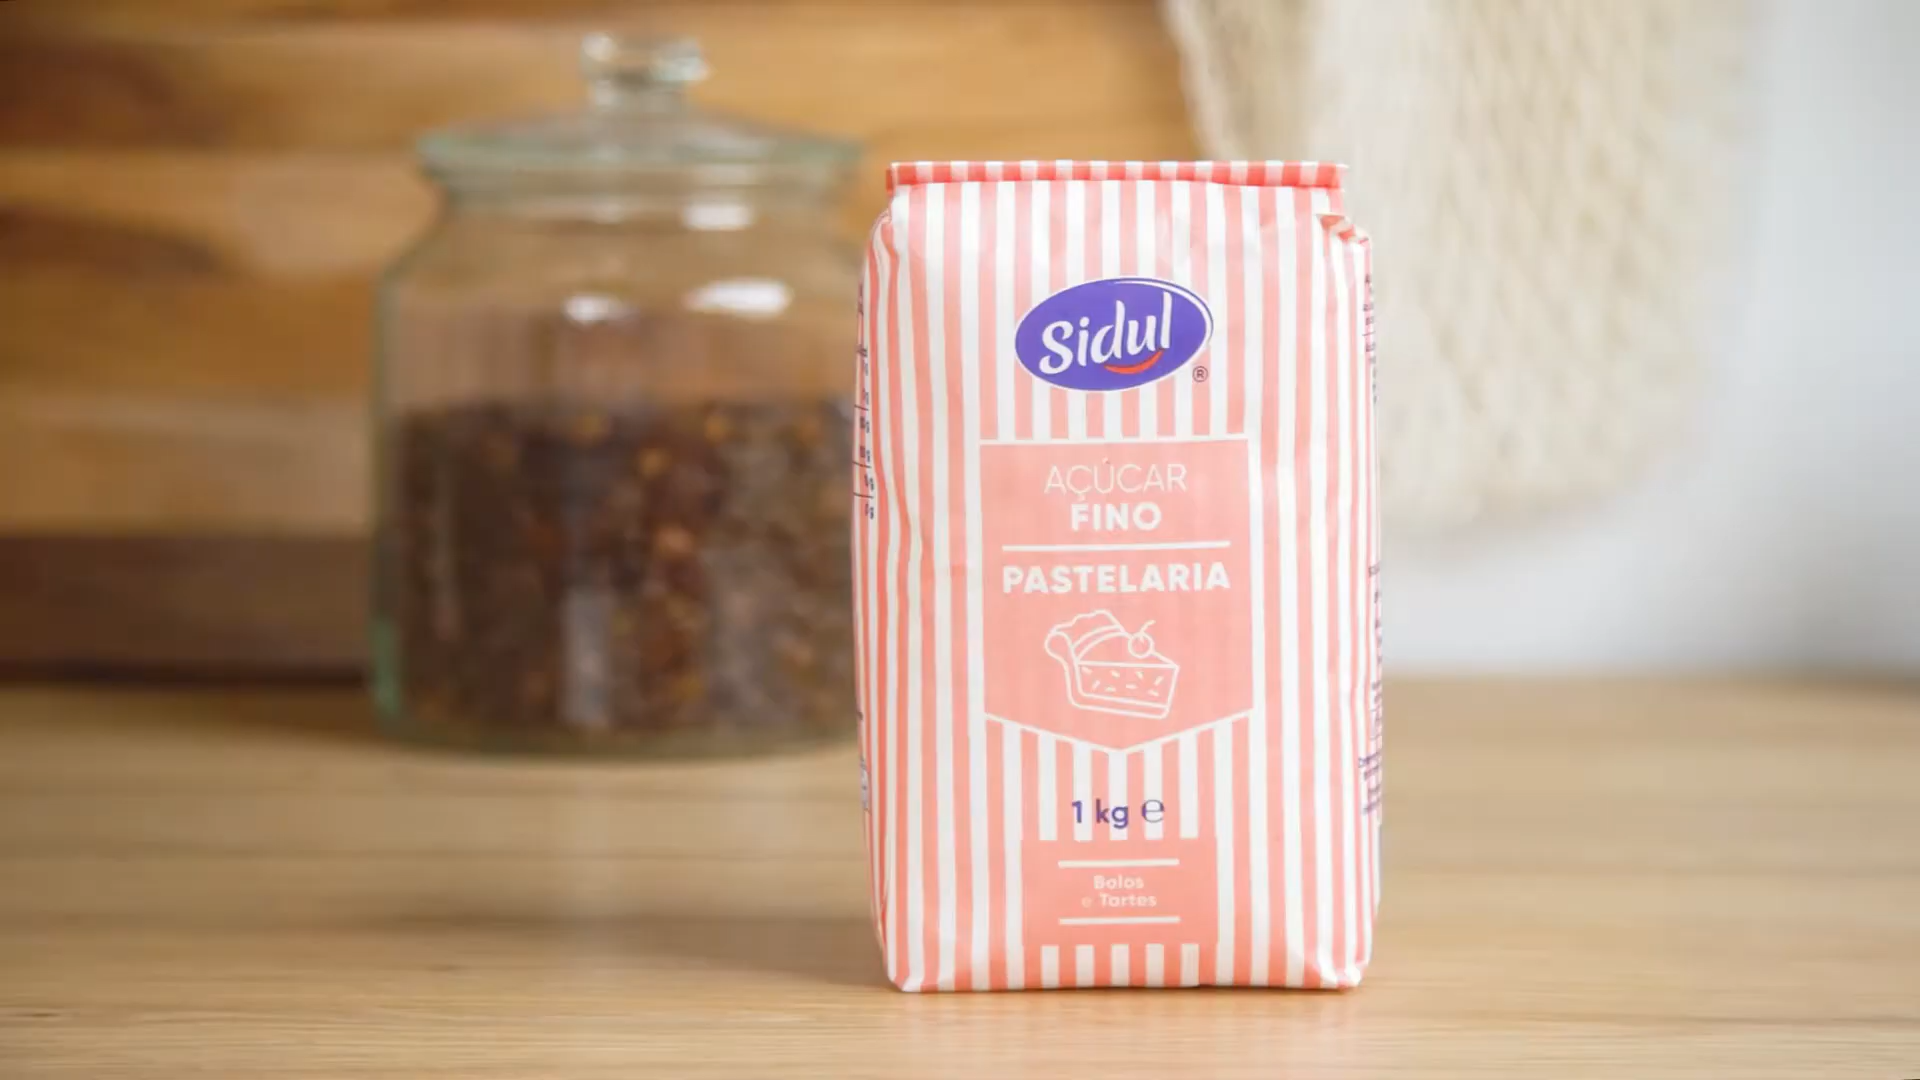 Sidul
®
AÇÚCAR
FINO
PASTELARIA
1 kg ℮
Bolos
e Tartes